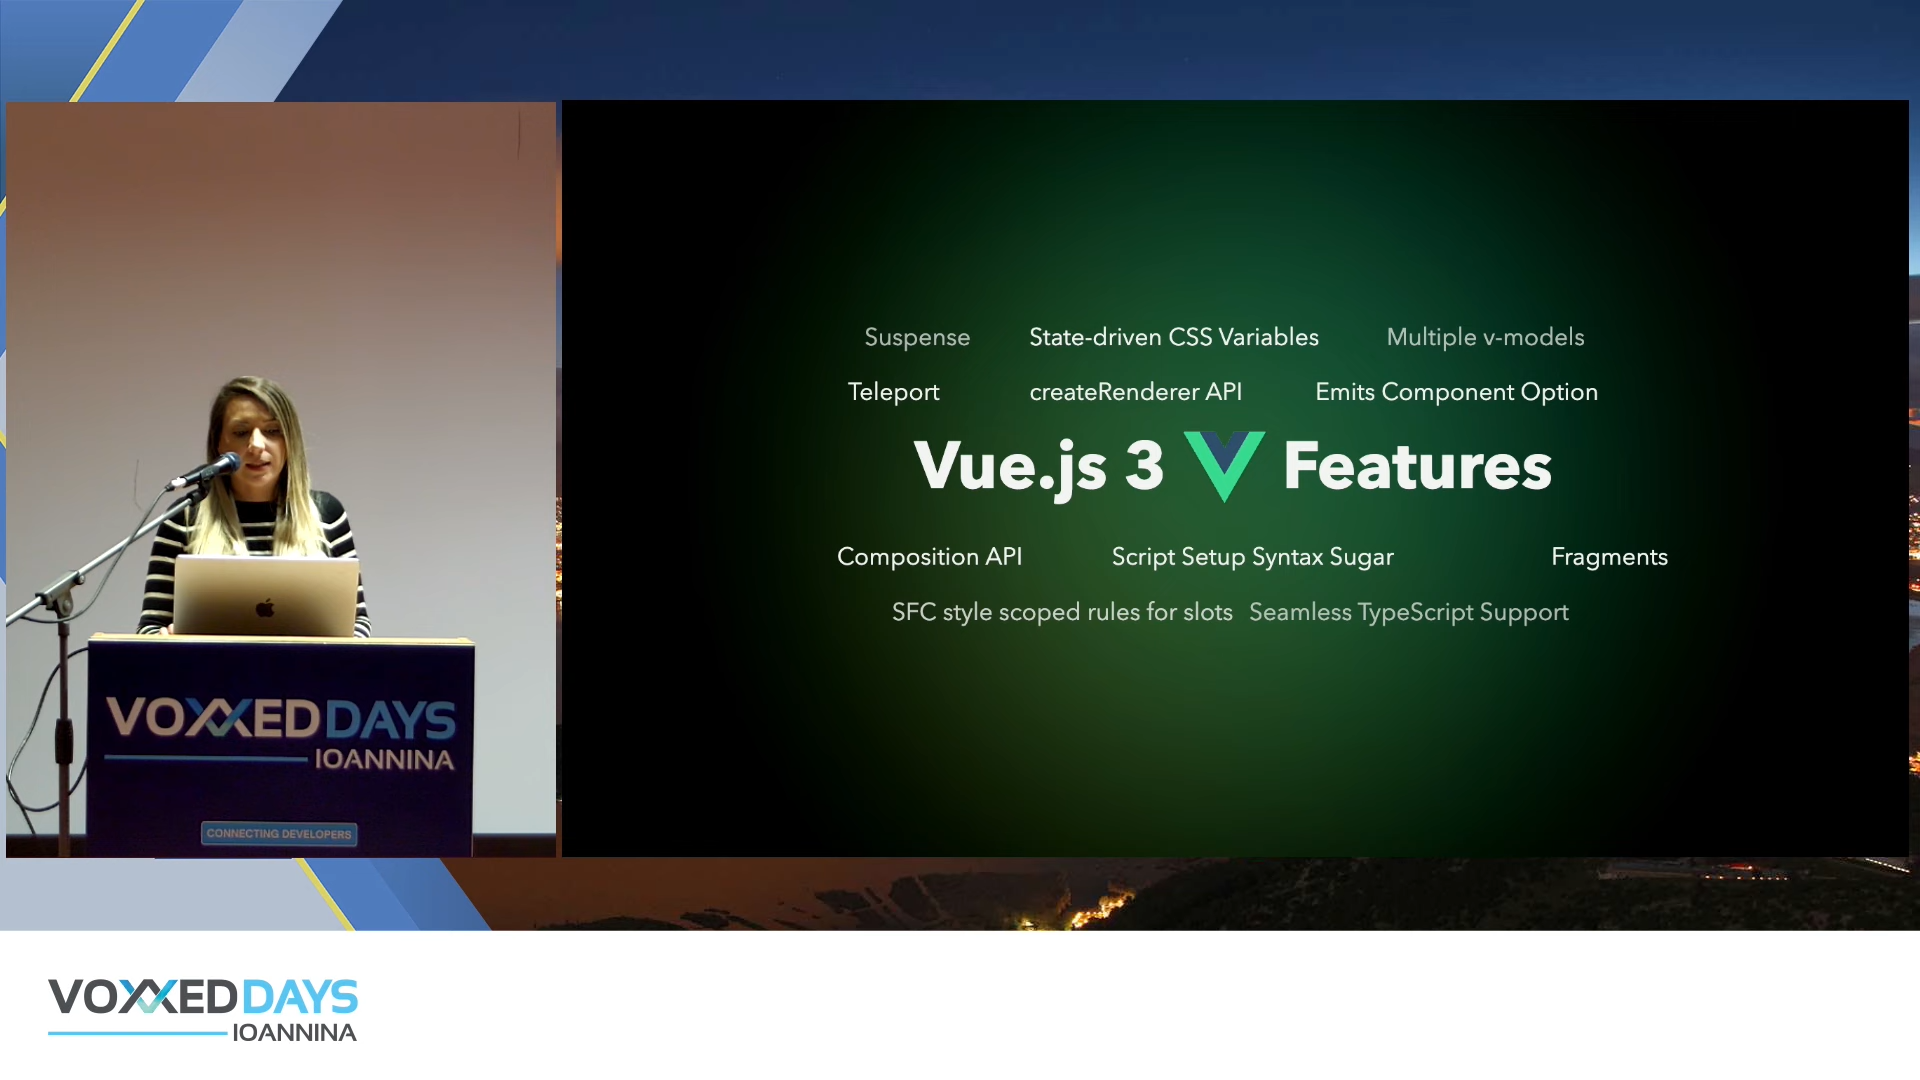 Suspense State-driven CSS Variables Multiple v-models
Teleport createRenderer API Emits Component Option
Vue.js 3 Features
Composition API Script Setup Syntax Sugar Fragments
SFC style scoped rules for slots Seamless TypeScript Support
VOXXEDDAYS
IOANNINA
CONNECTING DEVELOPERS
VOXXEDDAYS
IOANNINA